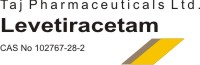 Taj Pharmaceuticals Ltd.
Levetiracetam
CAS No 102767-28-2